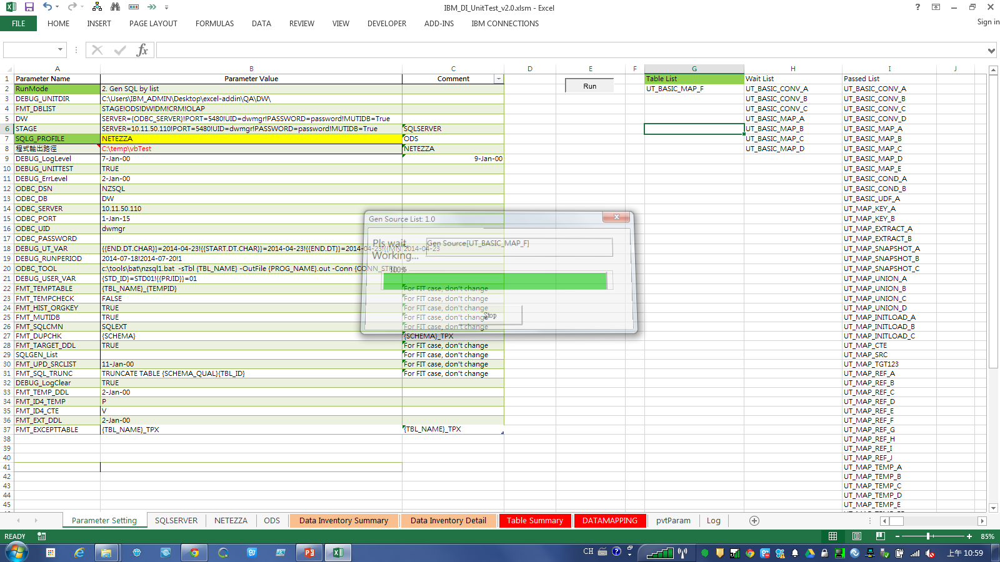 IBM_DI_UnitTest_v2.0.xlsm - Excel
FILE HOME INSERT PAGE LAYOUT FORMULAS DATA REVIEW VIEW DEVELOPER ADD-INS IBM CONNECTIONS Sign in
fx
A B C D E F G H I J
1 Parameter Name Parameter Value Comment Table List Wait List Passed List
Run
2 RunMode 2. Gen SQL by list UT_BASIC_MAP_F UT_BASIC_CONV_A UT_BASIC_CONV_A
3 DEBUG_UNITDIR C:\Users\IBM_ADMIN\Desktop\excel-addin\QA\DW\ UT_BASIC_CONV_B UT_BASIC_CONV_B
4 FMT_DBLIST STAGE!ODS!DW!DM!CRM!OLAP UT_BASIC_CONV_C UT_BASIC_CONV_C
5 DW SERVER={ODBC_SERVER}!PORT=5480!UID=dwmgr!PASSWORD=password!MUTIDB=True UT_BASIC_MAP_A UT_BASIC_CONV_D
6 STAGE SERVER=10.11.50.110!PORT=5480!UID=dwmgr!PASSWORD=password!MUTIDB=True SQLSERVER UT_BASIC_MAP_B UT_BASIC_MAP_A
7 SQLG_PROFILE NETEZZA ODS UT_BASIC_MAP_C UT_BASIC_MAP_B
8 程式輸出路徑 C:\temp\vbTest NETEZZA UT_BASIC_MAP_D UT_BASIC_MAP_C
9 DEBUG_LogLevel 7-Jan-00 9-Jan-00 UT_BASIC_MAP_D
10 DEBUG_UNITTEST TRUE UT_BASIC_MAP_E
11 DEBUG_ErrLevel 2-Jan-00 UT_BASIC_COND_A
12 ODBC_DSN NZSQL UT_BASIC_COND_B
13 ODBC_DB DW UT_BASIC_UDF_A
14 ODBC_SERVER 10.11.50.110 UT_MAP_KEY_A
15 ODBC_PORT 1-Jan-15 UT_MAP_KEY_B
16 ODBC_UID dwmgr UT_MAP_EXTRACT_A
17 ODBC_PASSWORD UT_MAP_EXTRACT_B
18 DEBUG_UT_VAR {{END.DT.CHAR}}=2014-04-23!{{START.DT.CHAR}}=2014-04-23!{{END.DT}}=2014-04-23!{{MN 2014-04-23 UT_MAP_SNAPSHOT_A
19 DEBUG_RUNPERIOD 2014-07-18!2014-07-20!1 UT_MAP_SNAPSHOT_B
20 ODBC_TOOL c:\tools\bat\nzsql1.bat -sTbl {TBL_NAME} -OutFile {PROG_NAME}.out -Conn {CONN_STR} UT_MAP_SNAPSHOT_C
21 DEBUG_USER_VAR {STD_ID}=STD01!{{PRJID}}=01 UT_MAP_UNION_A
22 FMT_TEMPTABLE {TBL_NAME}_{TEMPID} For FIT case, don't change UT_MAP_UNION_B
23 FMT_TEMPCHECK FALSE For FIT case, don't change UT_MAP_UNION_C
24 FMT_HIST_ORGKEY TRUE For FIT case, don't change UT_MAP_UNION_D
25 FMT_MUTIDB TRUE For FIT case, don't change UT_MAP_INITLOAD_A
26 FMT_SQLCMN SQLEXT For FIT case, don't change UT_MAP_INITLOAD_B
27 FMT_DUPCHK {SCHEMA} {SCHEMA}_TPX UT_MAP_INITLOAD_C
28 FMT_TARGET_DDL TRUE For FIT case, don't change UT_MAP_CTE
29 SQLGEN_List For FIT case, don't change UT_MAP_SRC
30 FMT_UPD_SRCLIST 11-Jan-00 For FIT case, don't change UT_MAP_TGT123
31 FMT_SQL_TRUNC TRUNCATE TABLE {SCHEMA_QUAL}{TBL_ID} For FIT case, don't change UT_MAP_REF_A
32 DEBUG_LogClear TRUE UT_MAP_REF_B
33 FMT_TEMP_DDL 2-Jan-00 UT_MAP_REF_C
34 FMT_ID4_TEMP P UT_MAP_REF_D
35 FMT_ID4_CTE V UT_MAP_REF_E
36 FMT_EXT_DDL 2-Jan-00 UT_MAP_REF_F
37 FMT_EXCEPTTABLE {TBL_NAME}_TPX {TBL_NAME}_TPX UT_MAP_REF_G
38 UT_MAP_REF_H
39 UT_MAP_REF_I
40 UT_MAP_REF_J
41 UT_MAP_TEMP_A
42 UT_MAP_TEMP_B
43 UT_MAP_TEMP_C
44 UT_MAP_TEMP_D
45 UT_MAP_TEMP_E
Gen Source List: 1.0
Pls wait
Working...
Gen Source[UT_BASIC_MAP_F]
100%
Stop
Parameter Setting SQLSERVER NETEZZA ODS Data Inventory Summary Data Inventory Detail Table Summary DATAMAPPING pvtParam Log
READY 85%
CH 上午 10:59